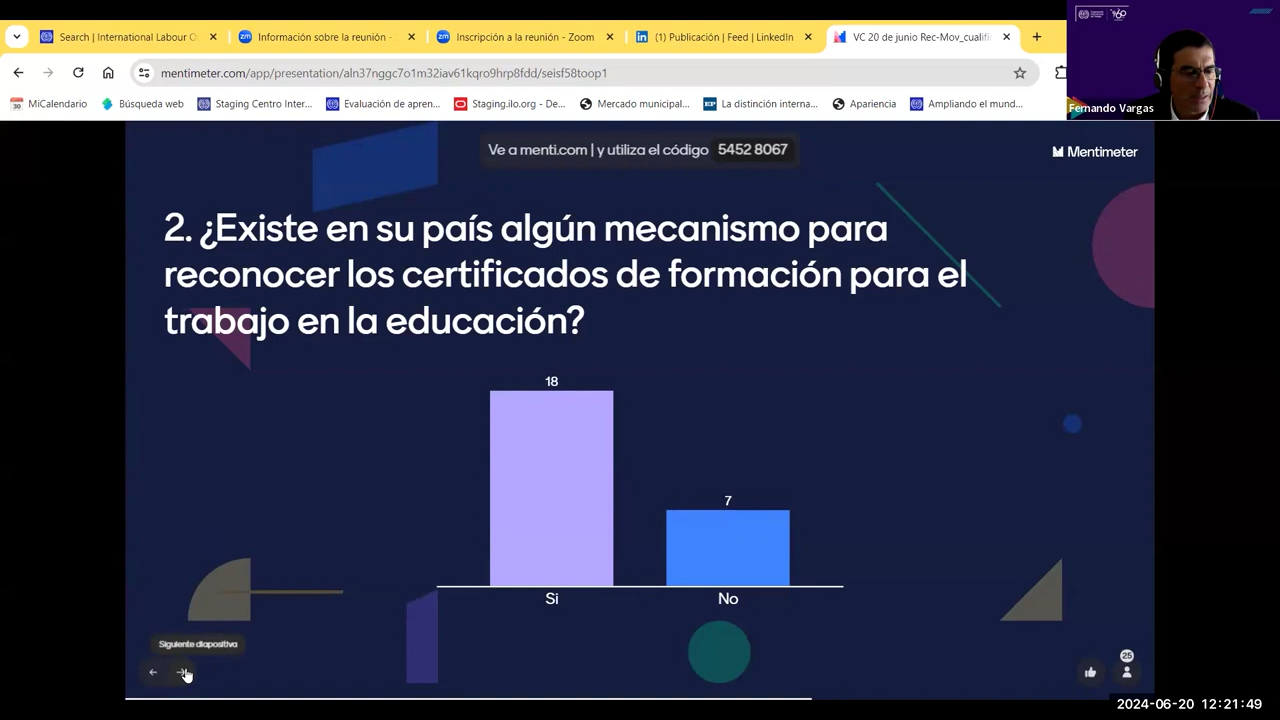 Search | International Labour O
Información sobre la reunión -
Inscripción a la reunión - Zoom
(1) Publicación | Feed | LinkedIn
VC 20 de junio Rec-Mov_cualifi
mentimeter.com/app/presentation/aln37nggc7o1m32iav61kqro9hrp8fdd/seisf58toop1
MiCalendario
Búsqueda web
Staging Centro Inter...
Evaluación de apren...
Staging.ilo.org - De...
Mercado municipal...
La distinción interna...
Apariencia
Ampliando el mund...
Fernando Vargas
Ve a menti.com | y utiliza el código 5452 8067
Mentimeter
2. ¿Existe en su país algún mecanismo para
reconocer los certificados de formación para el
trabajo en la educación?
18
7
Si
No
Siguiente diapositiva
25
2024-06-20 12:21:49